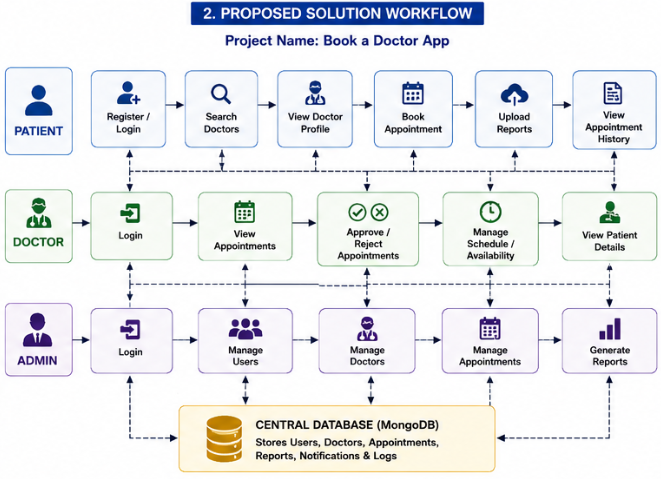 2. PROPOSED SOLUTION WORKFLOW
Project Name: Book a Doctor App
PATIENT
Register /
Login
Search
Doctors
View Doctor
Profile
Book
Appointment
Upload
Reports
View
Appointment
History
DOCTOR
Login
View
Appointments
Approve /
Reject
Appointments
Manage
Schedule /
Availability
View Patient
Details
ADMIN
Login
Manage
Users
Manage
Doctors
Manage
Appointments
Generate
Reports
CENTRAL DATABASE (MongoDB)
Stores Users, Doctors, Appointments,
Reports, Notifications & Logs